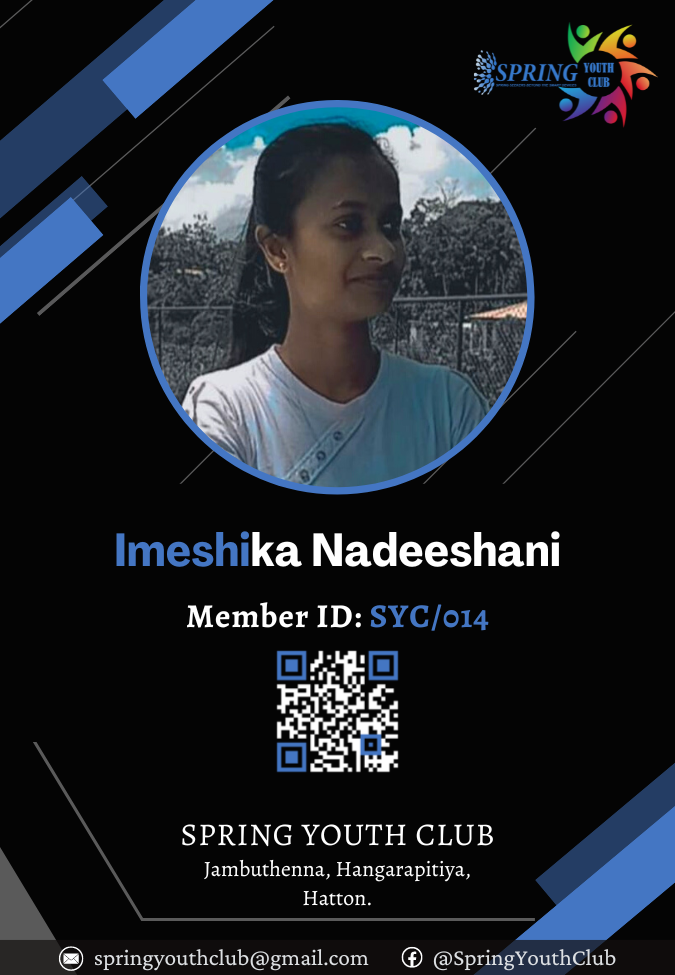 SPRING YOUTH CLUB
Imeshika Nadeeshani
Member ID: SYC/014
SPRING YOUTH CLUB
Jambuthenna, Hangarapitiya,
Hatton.
springyouthclub@gmail.com @SpringYouthClub